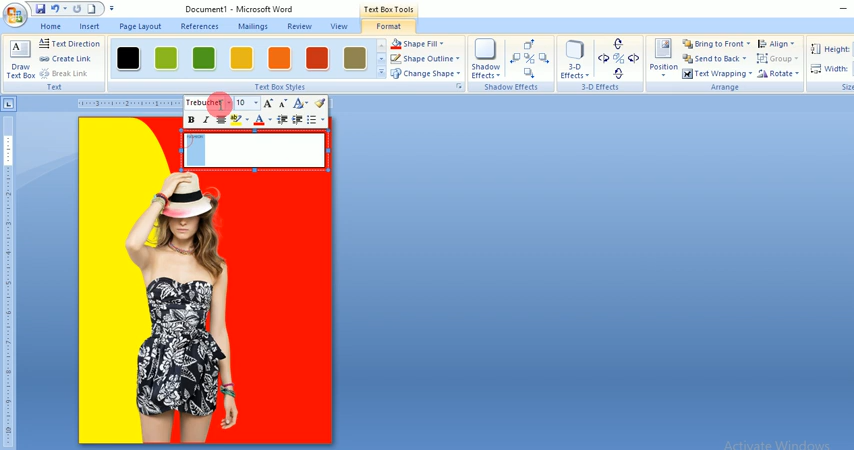 Document1 - Microsoft Word
Text Box Tools
Home Insert Page Layout References Mailings Review View Format
Draw Text Box
Text Direction
Create Link
Break Link
Text
Text Box Styles
Shape Fill
Shape Outline
Change Shape
Shadow Effects
Shadow Effects
3-D Effects
3-D Effects
Position
Bring to Front
Send to Back
Text Wrapping
Align
Group
Rotate
Arrange
Height:
Width:
Trebuchet 10
B I
Activate Windows